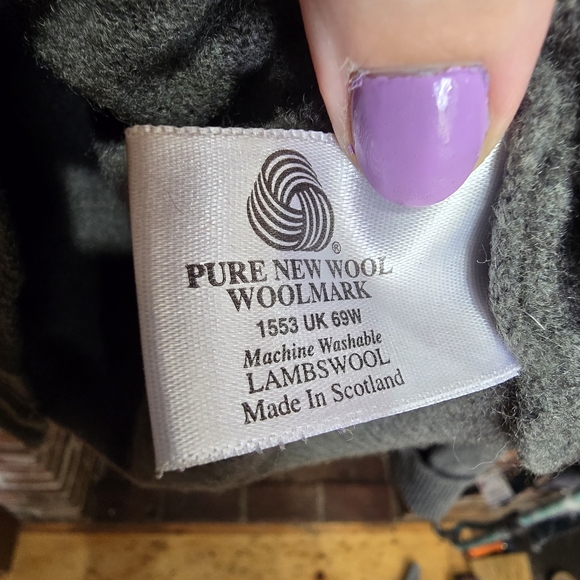 ®
PURE NEW WOOL
WOOLMARK
1553 UK 69W
Machine Washable
LAMBSWOOL
Made In Scotland